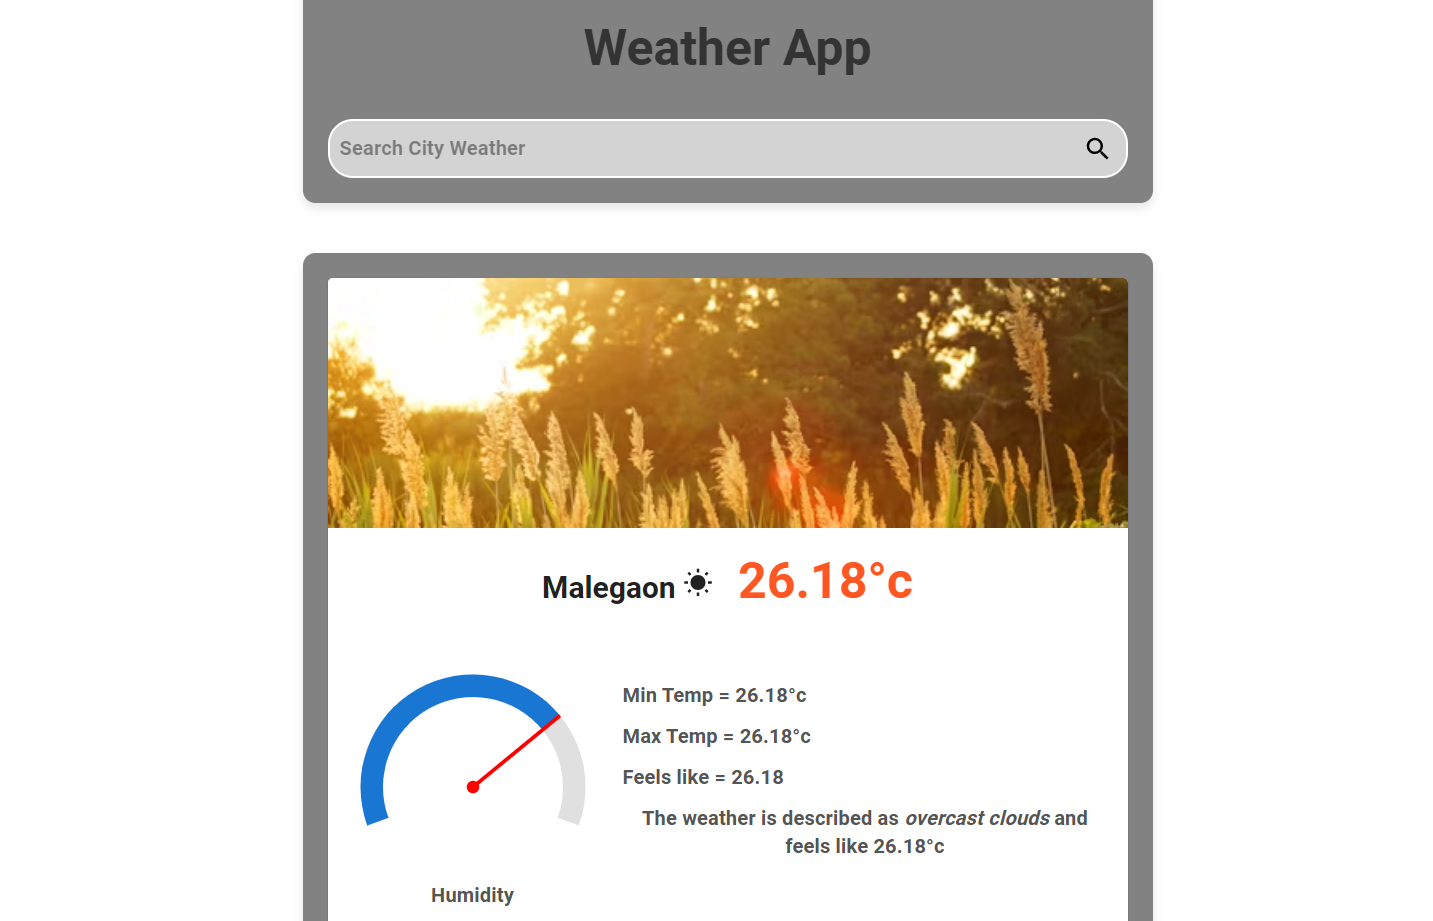 Weather App
Search City Weather
Malegaon 26.18°c
Min Temp = 26.18°c
Max Temp = 26.18°c
Feels like = 26.18
The weather is described as overcast clouds and
feels like 26.18°c
Humidity